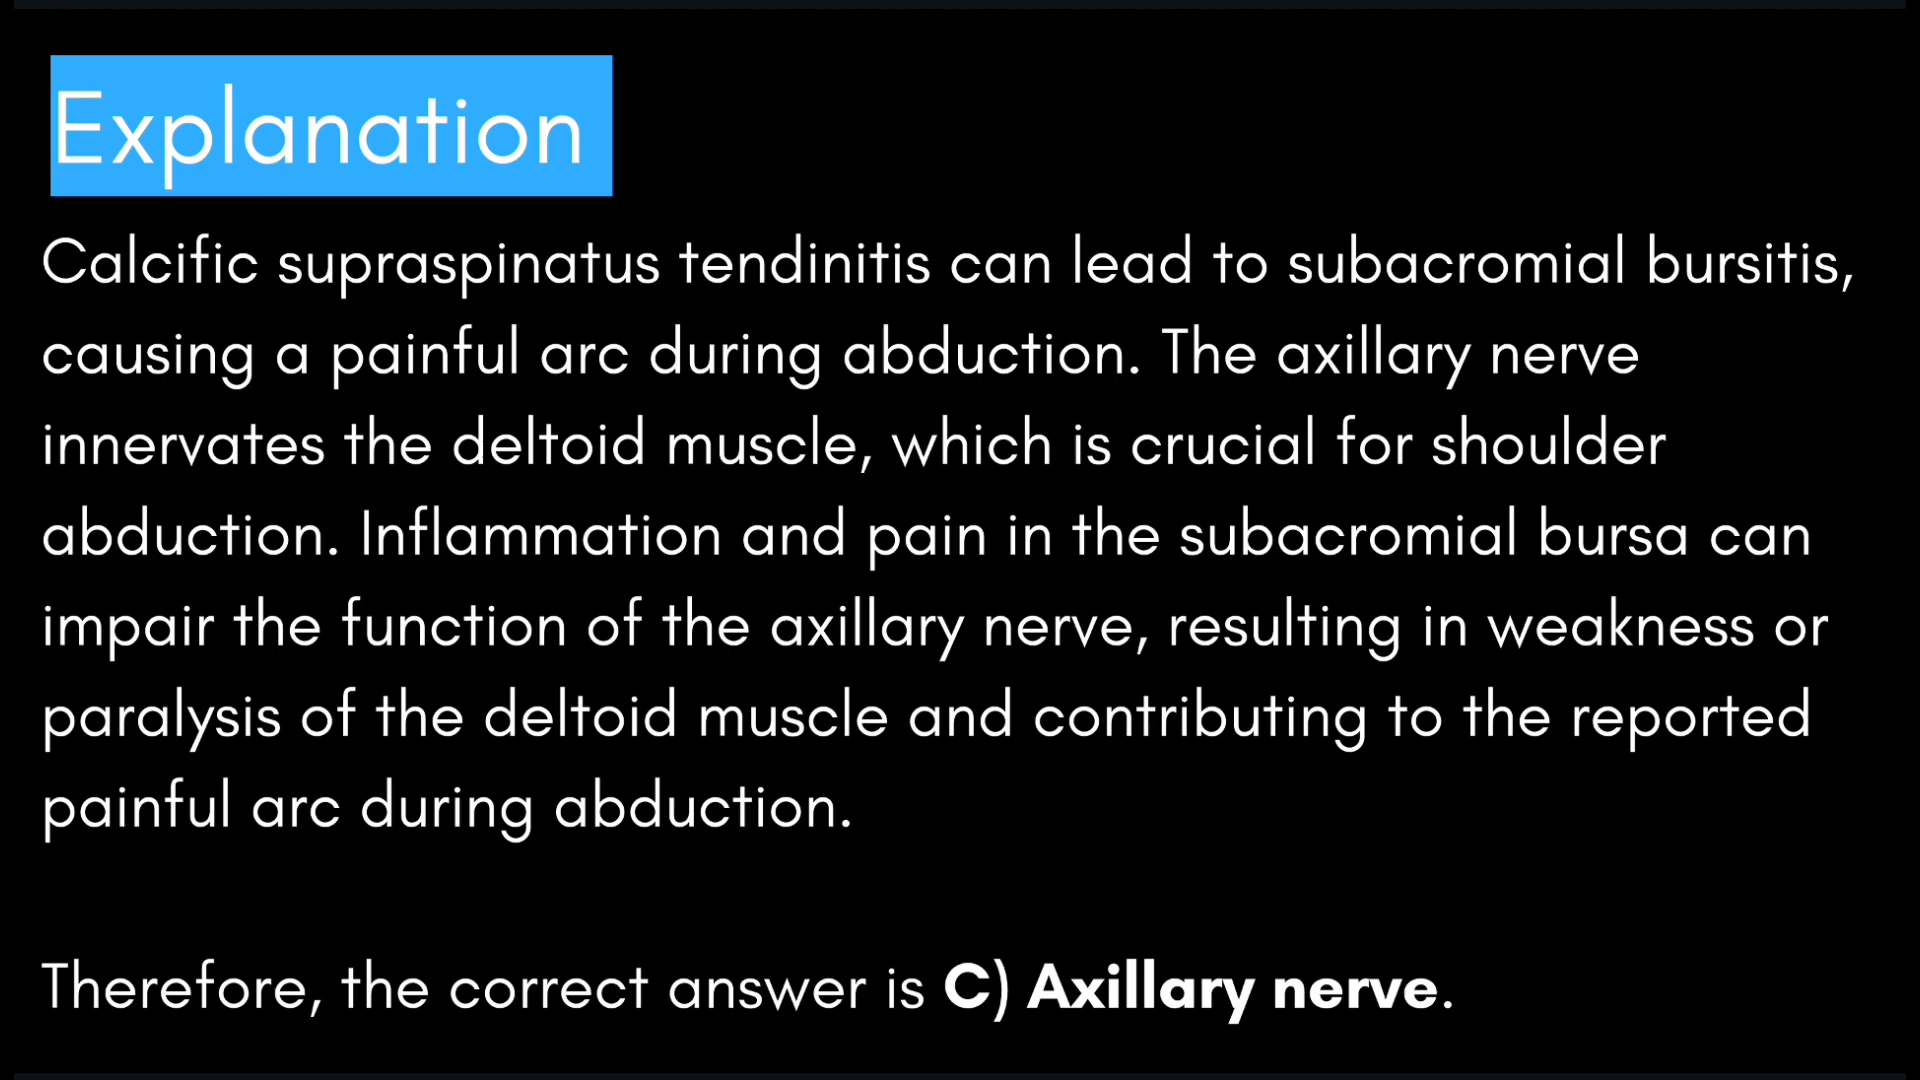 Explanation
Calcific supraspinatus tendinitis can lead to subacromial bursitis,
causing a painful arc during abduction. The axillary nerve
innervates the deltoid muscle, which is crucial for shoulder
abduction. Inflammation and pain in the subacromial bursa can
impair the function of the axillary nerve, resulting in weakness or
paralysis of the deltoid muscle and contributing to the reported
painful arc during abduction.
Therefore, the correct answer is C) Axillary nerve.